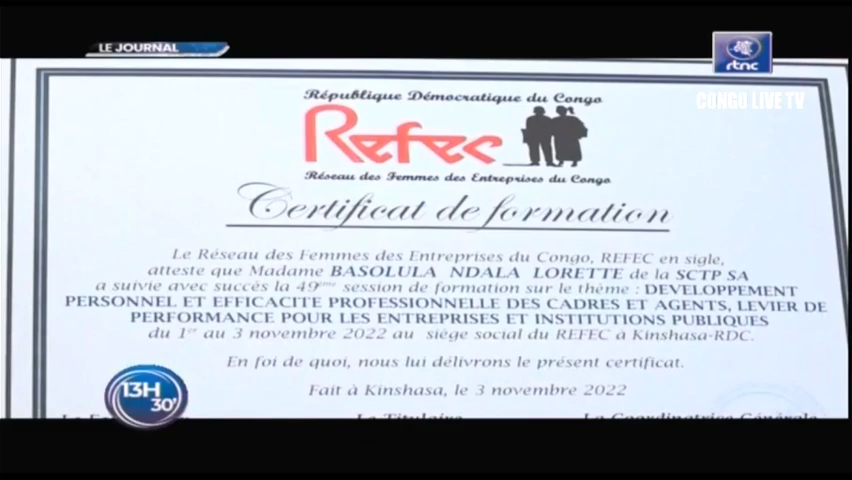 LE JOURNAL
rtnc
CONGO LIVE TV
République Démocratique du Congo
Refec
Réseau des Femmes des Entreprises du Congo
Certificat de formation
Le Réseau des Femmes des Entreprises du Congo, REFEC en sigle,
atteste que Madame BASOLULA NDALA LORETTE de la SCTP SA
a suivie avec succès la 49ème session de formation sur le thème : DEVELOPPEMENT
PERSONNEL ET EFFICACITE PROFESSIONNELLE DES CADRES ET AGENTS, LEVIER DE
PERFORMANCE POUR LES ENTREPRISES ET INSTITUTIONS PUBLIQUES
du 1er au 3 novembre 2022 au siège social du REFEC à Kinshasa-RDC.
En foi de quoi, nous lui délivrons le présent certificat.
Fait à Kinshasa, le 3 novembre 2022
13H
30'
Le Titulaire
La Coordinatrice Générale